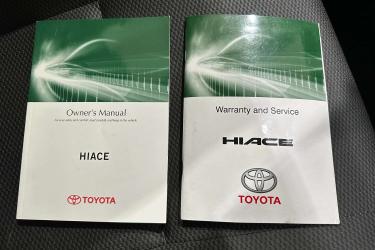 Owner's Manual
HIACE
TOYOTA
Warranty and Service
HIACE
TOYOTA